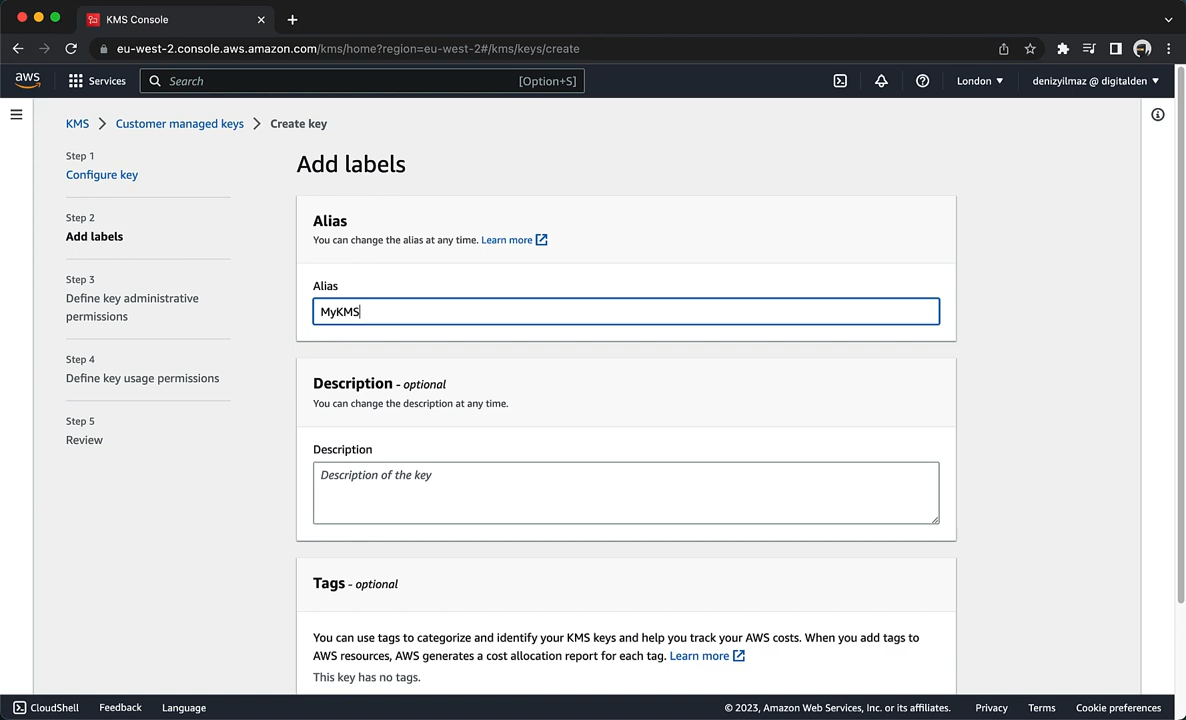 KMS Console
eu-west-2.console.aws.amazon.com/kms/home?region=eu-west-2#/kms/keys/create
aws
Services
Search
[Option+S]
London
denizyilmaz @ digitalden
KMS
Customer managed keys
Create key
Step 1
Configure key
Step 2
Add labels
Step 3
Define key administrative
permissions
Step 4
Define key usage permissions
Step 5
Review
Add labels
Alias
You can change the alias at any time. Learn more
Alias
MyKMS
Description - optional
You can change the description at any time.
Description
Description of the key
Tags - optional
You can use tags to categorize and identify your KMS keys and help you track your AWS costs. When you add tags to
AWS resources, AWS generates a cost allocation report for each tag. Learn more
This key has no tags.
CloudShell
Feedback
Language
© 2023, Amazon Web Services, Inc. or its affiliates.
Privacy
Terms
Cookie preferences